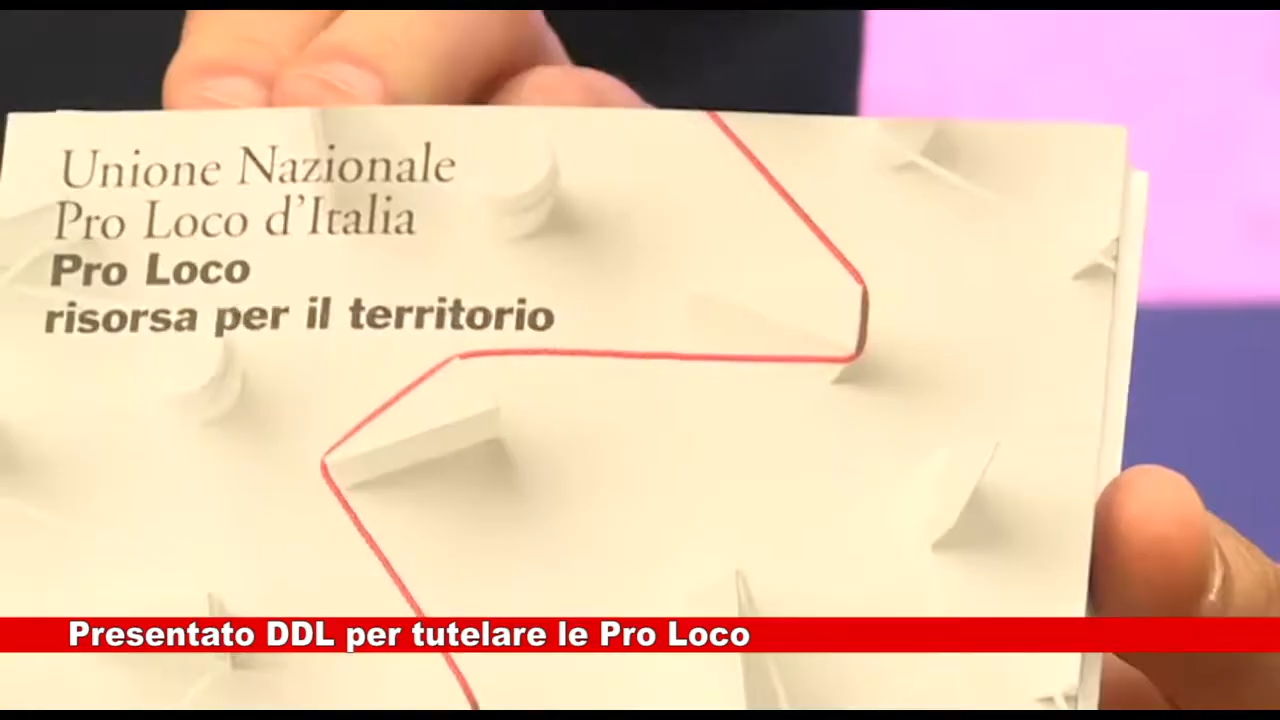 Unione Nazionale
Pro Loco d'Italia
Pro Loco
risorsa per il territorio
Presentato DDL per tutelare le Pro Loco